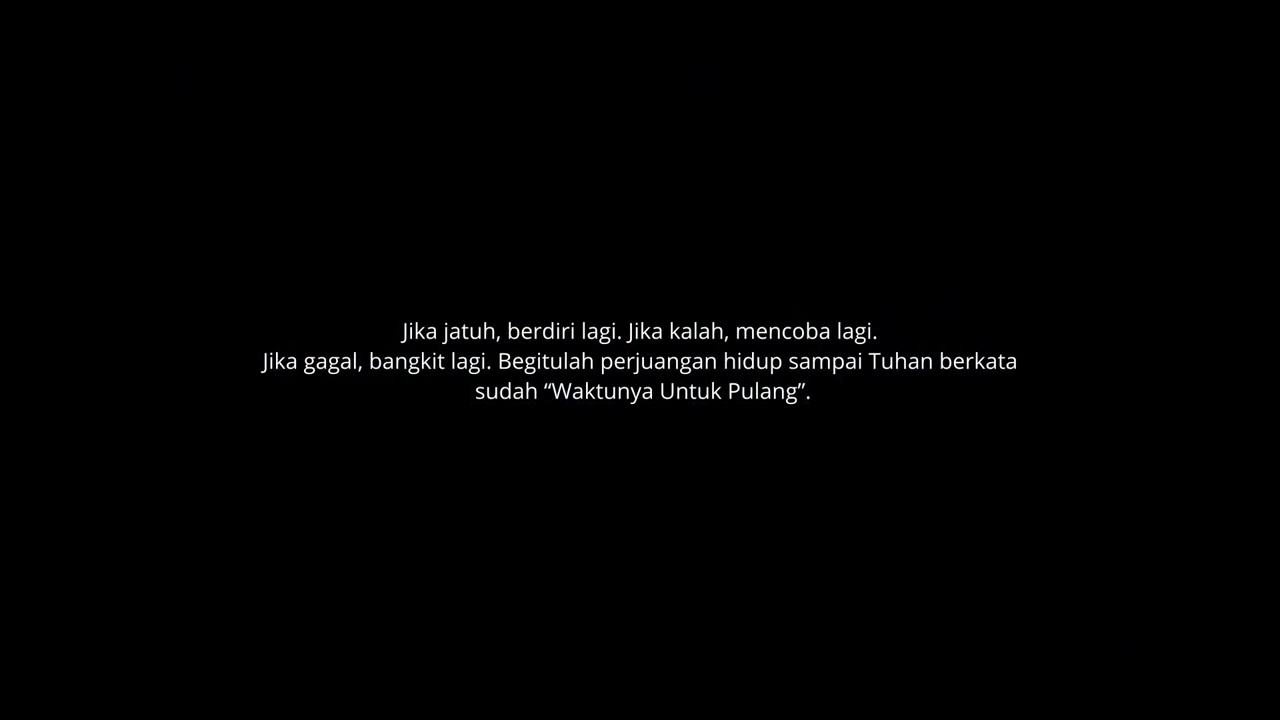 Jika jatuh, berdiri lagi. Jika kalah, mencoba lagi.
Jika gagal, bangkit lagi. Begitulah perjuangan hidup sampai Tuhan berkata
sudah “Waktunya Untuk Pulang”.